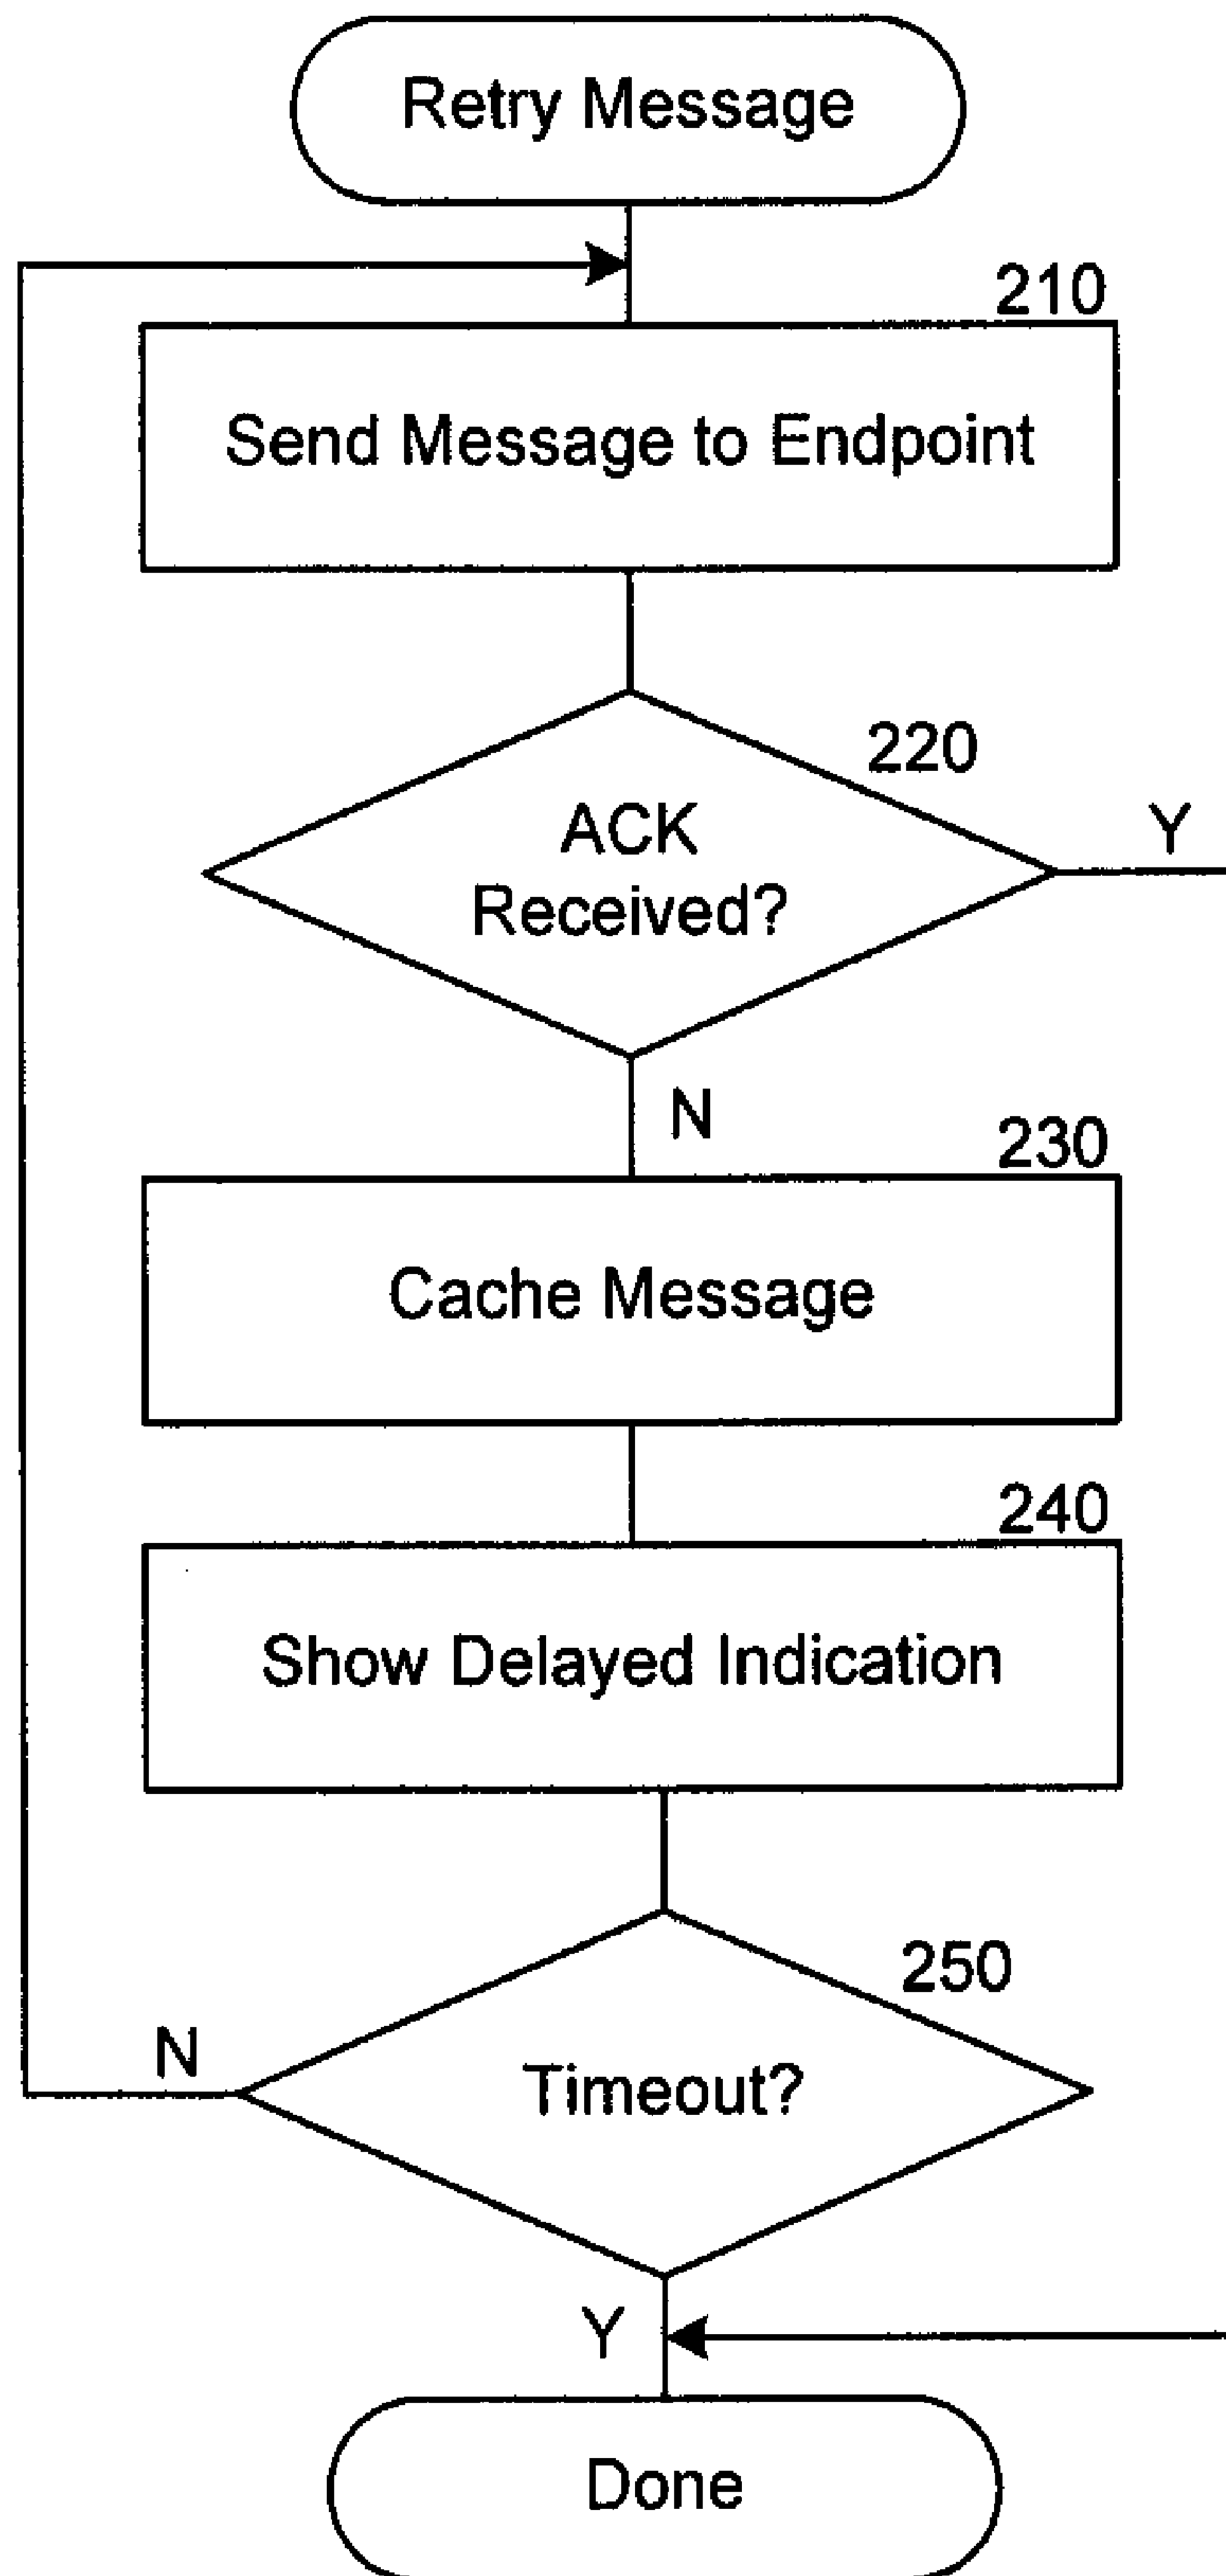 Retry Message
210
Send Message to Endpoint
220
ACK
Received?
Y
N
230
Cache Message
240
Show Delayed Indication
250
Timeout?
N
Y
Done